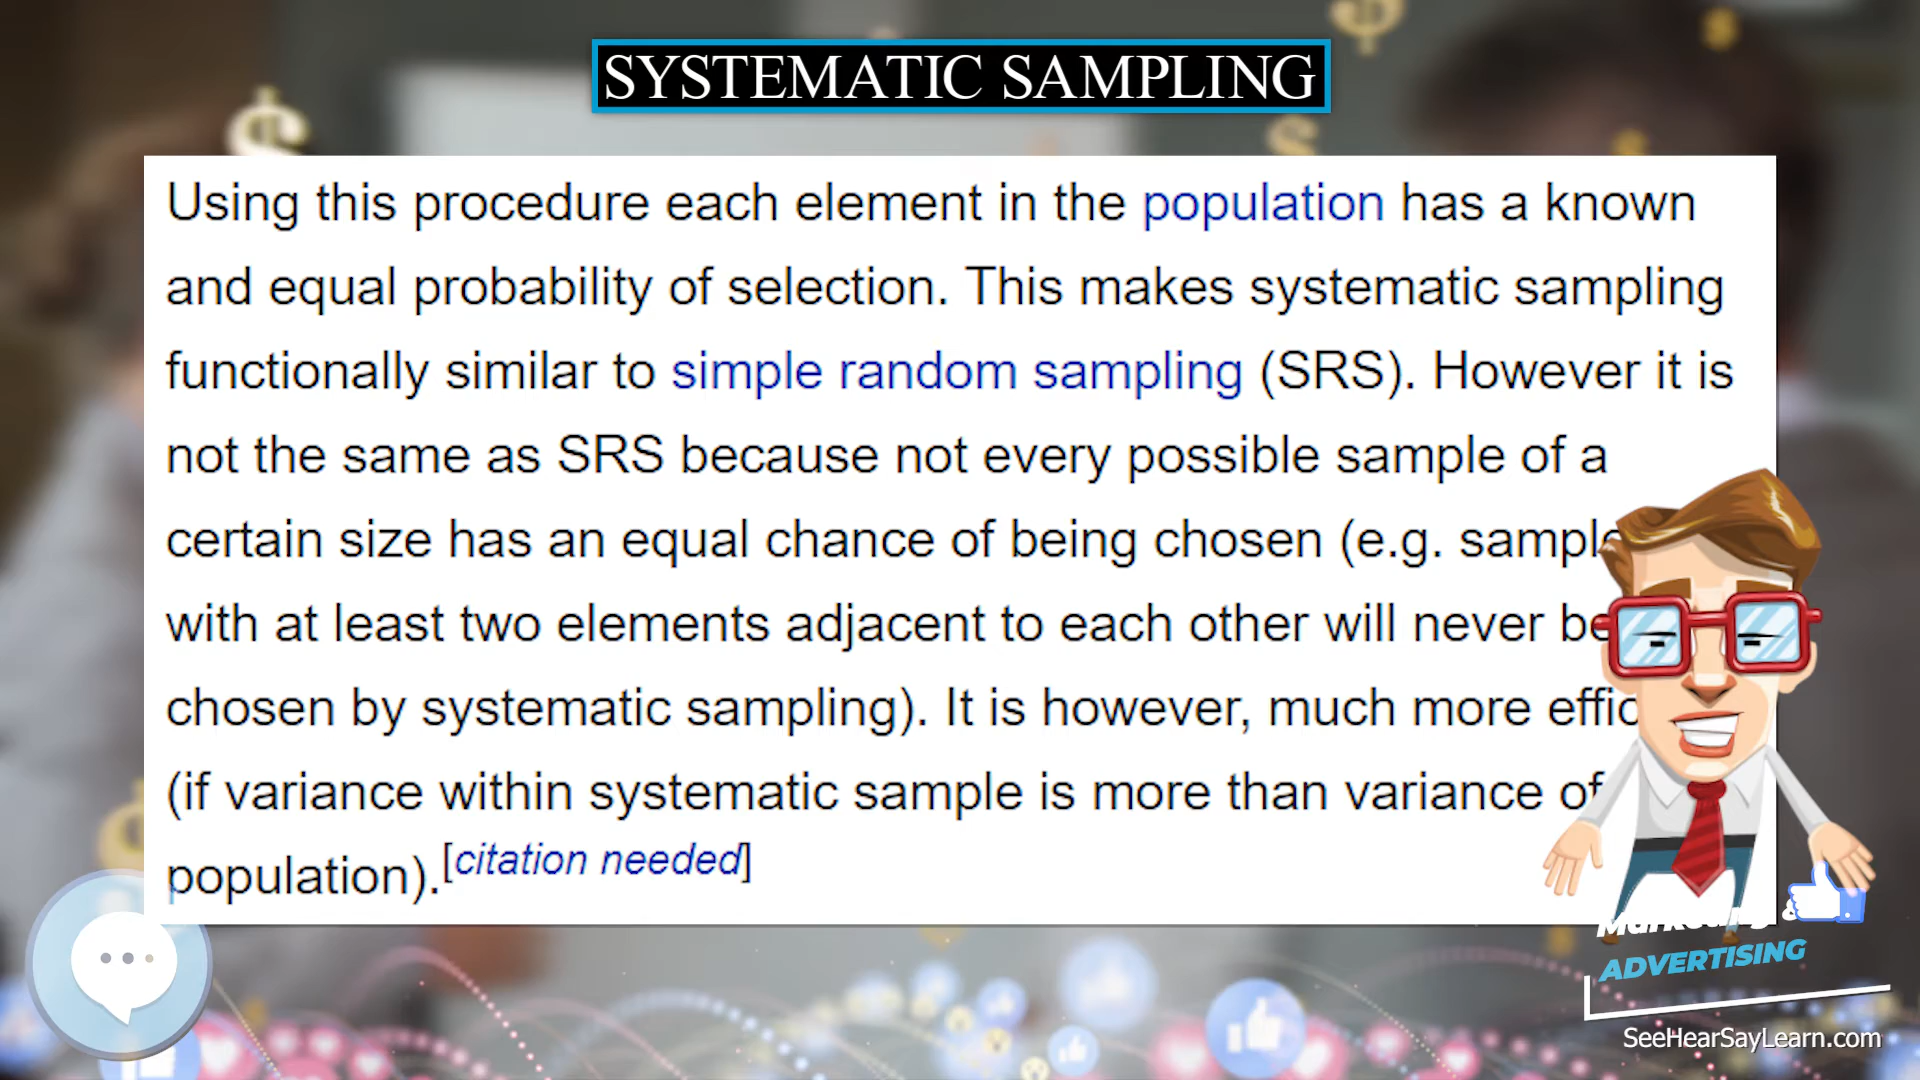 SYSTEMATIC SAMPLING
Using this procedure each element in the population has a known
and equal probability of selection. This makes systematic sampling
functionally similar to simple random sampling (SRS). However it is
not the same as SRS because not every possible sample of a
certain size has an equal chance of being chosen (e.g.
with at least two elements adjacent to each other will never be
chosen by systematic sampling). It is however, much more
(if variance within systematic sample is more than variance of
population).[citation needed]
Marketing &
ADVERTISING
SeeHearSayLearn.com